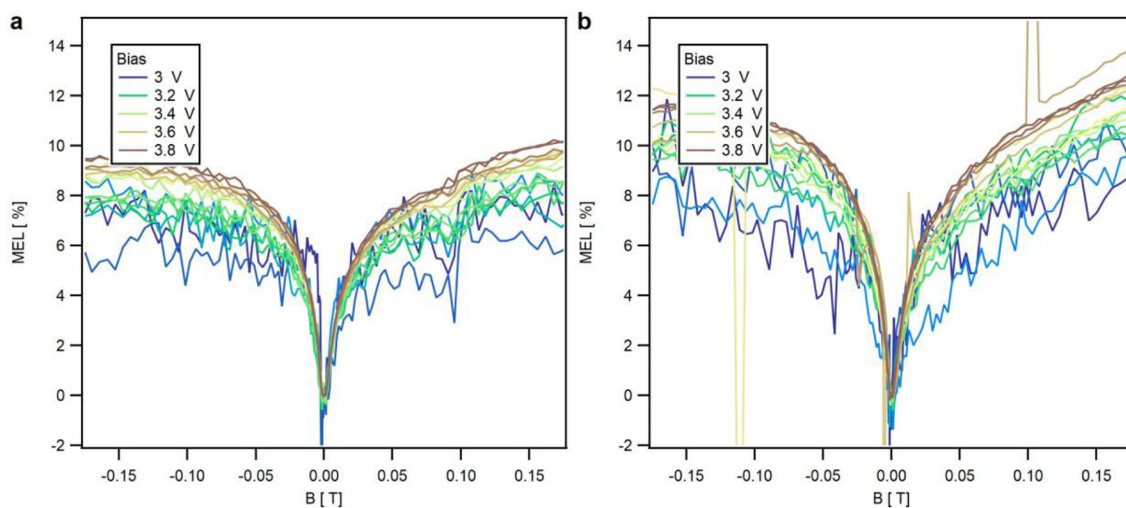 a
14
12
10
8
6
4
2
0
-2
MEL [ %]
Bias
3 V
3.2 V
3.4 V
3.6 V
3.8 V
-0.15
-0.10
-0.05
0.00
0.05
0.10
0.15
B [ T]
b
14
12
10
8
6
4
2
0
-2
MEL [ %]
Bias
3 V
3.2 V
3.4 V
3.6 V
3.8 V
-0.15
-0.10
-0.05
0.00
0.05
0.10
0.15
B [ T]